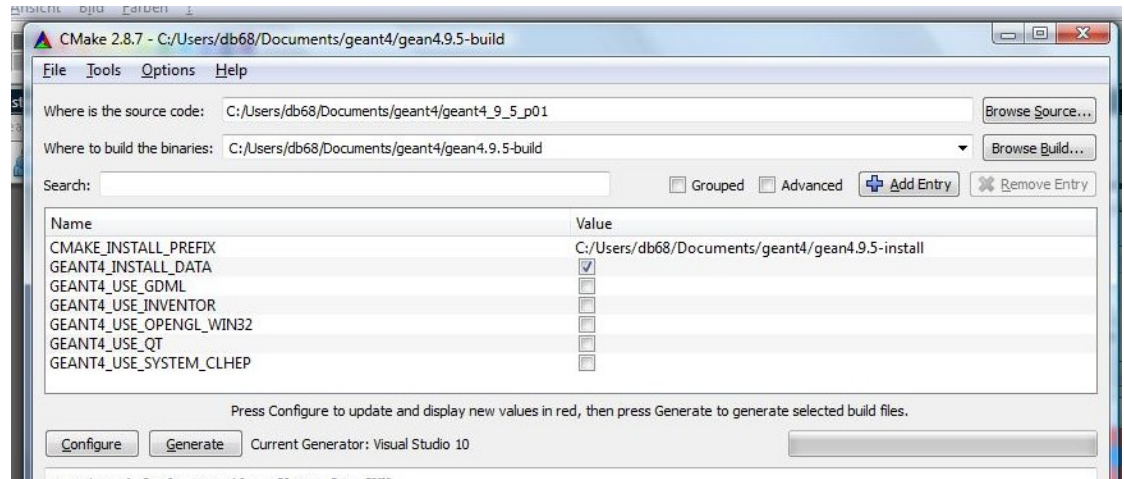 Ansicht Bild Farben ?
CMake 2.8.7 - C:/Users/db68/Documents/geant4/gean4.9.5-build
File Tools Options Help
Where is the source code: C:/Users/db68/Documents/geant4/geant4_9_5_p01 Browse Source...
Where to build the binaries: C:/Users/db68/Documents/geant4/gean4.9.5-build Browse Build...
Search: Grouped Advanced Add Entry Remove Entry
Name Value
CMAKE_INSTALL_PREFIX C:/Users/db68/Documents/geant4/gean4.9.5-install
GEANT4_INSTALL_DATA
GEANT4_USE_GDML
GEANT4_USE_INVENTOR
GEANT4_USE_OPENGL_WIN32
GEANT4_USE_QT
GEANT4_USE_SYSTEM_CLHEP
Press Configure to update and display new values in red, then press Generate to generate selected build files.
Configure Generate Current Generator: Visual Studio 10